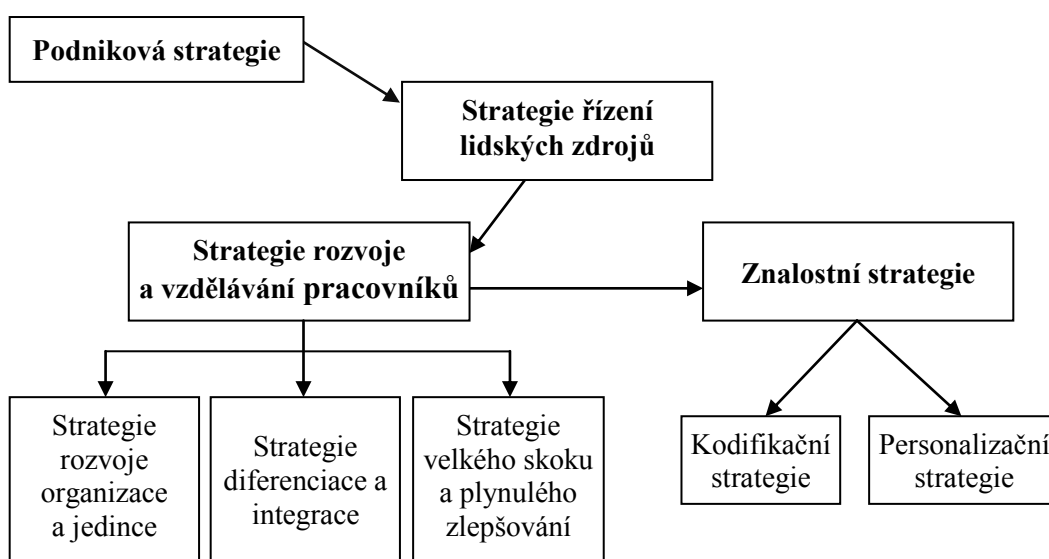 Podniková strategie
Strategie řízení
lidských zdrojů
Strategie rozvoje
a vzdělávání pracovníků
Znalostní strategie
Strategie
rozvoje
organizace
a jedince
Strategie
diferenciace a
integrace
Strategie
velkého skoku
a plynulého
zlepšování
Kodifikační
strategie
Personalizační
strategie